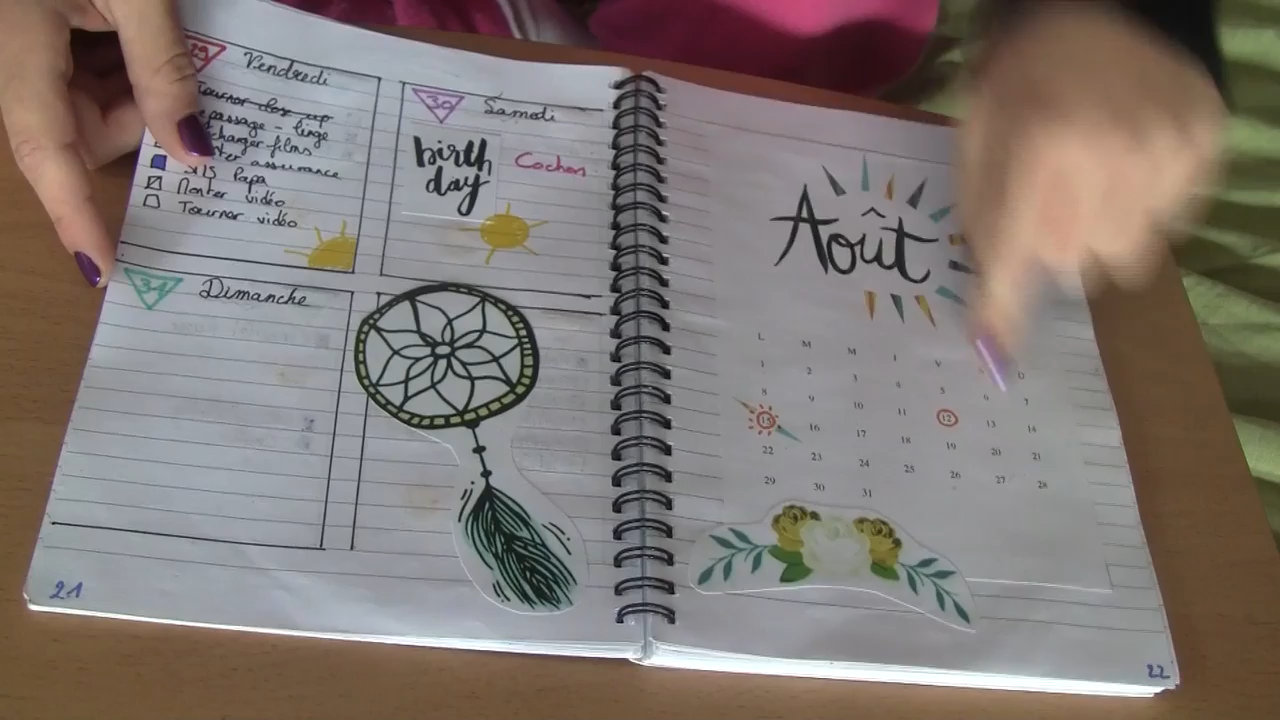 29 Vendredi
Tourner
linge
films
assurance
Papa
Monter vidéo
Tourner vidéo
30 Samedi
birth
day
Cochon
31 Dimanche
21
Août
L M M J V
1 2 3 4 5 6 7
8 9 10 11 12 13 14
15 16 17 18 19 20 21
22 23 24 25 26 27 28
29 30 31
22